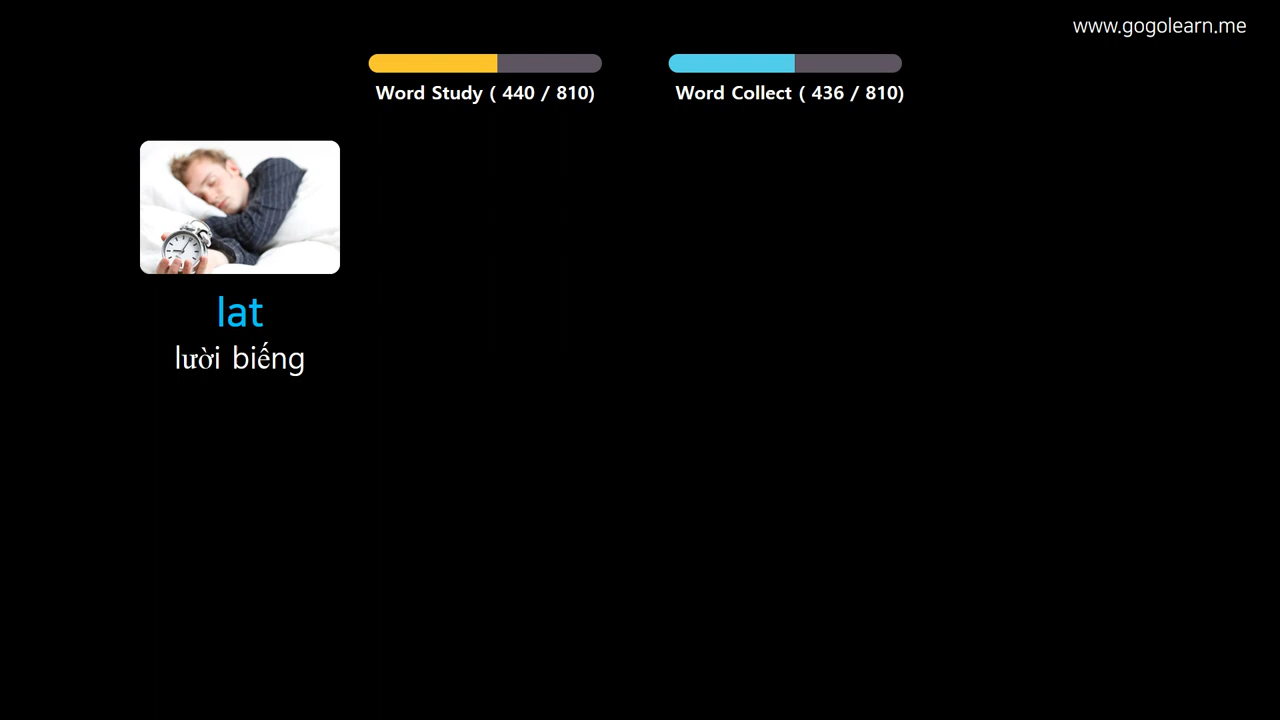 www.gogolearn.me
Word Study ( 440 / 810)
Word Collect ( 436 / 810)
lat
lười biếng